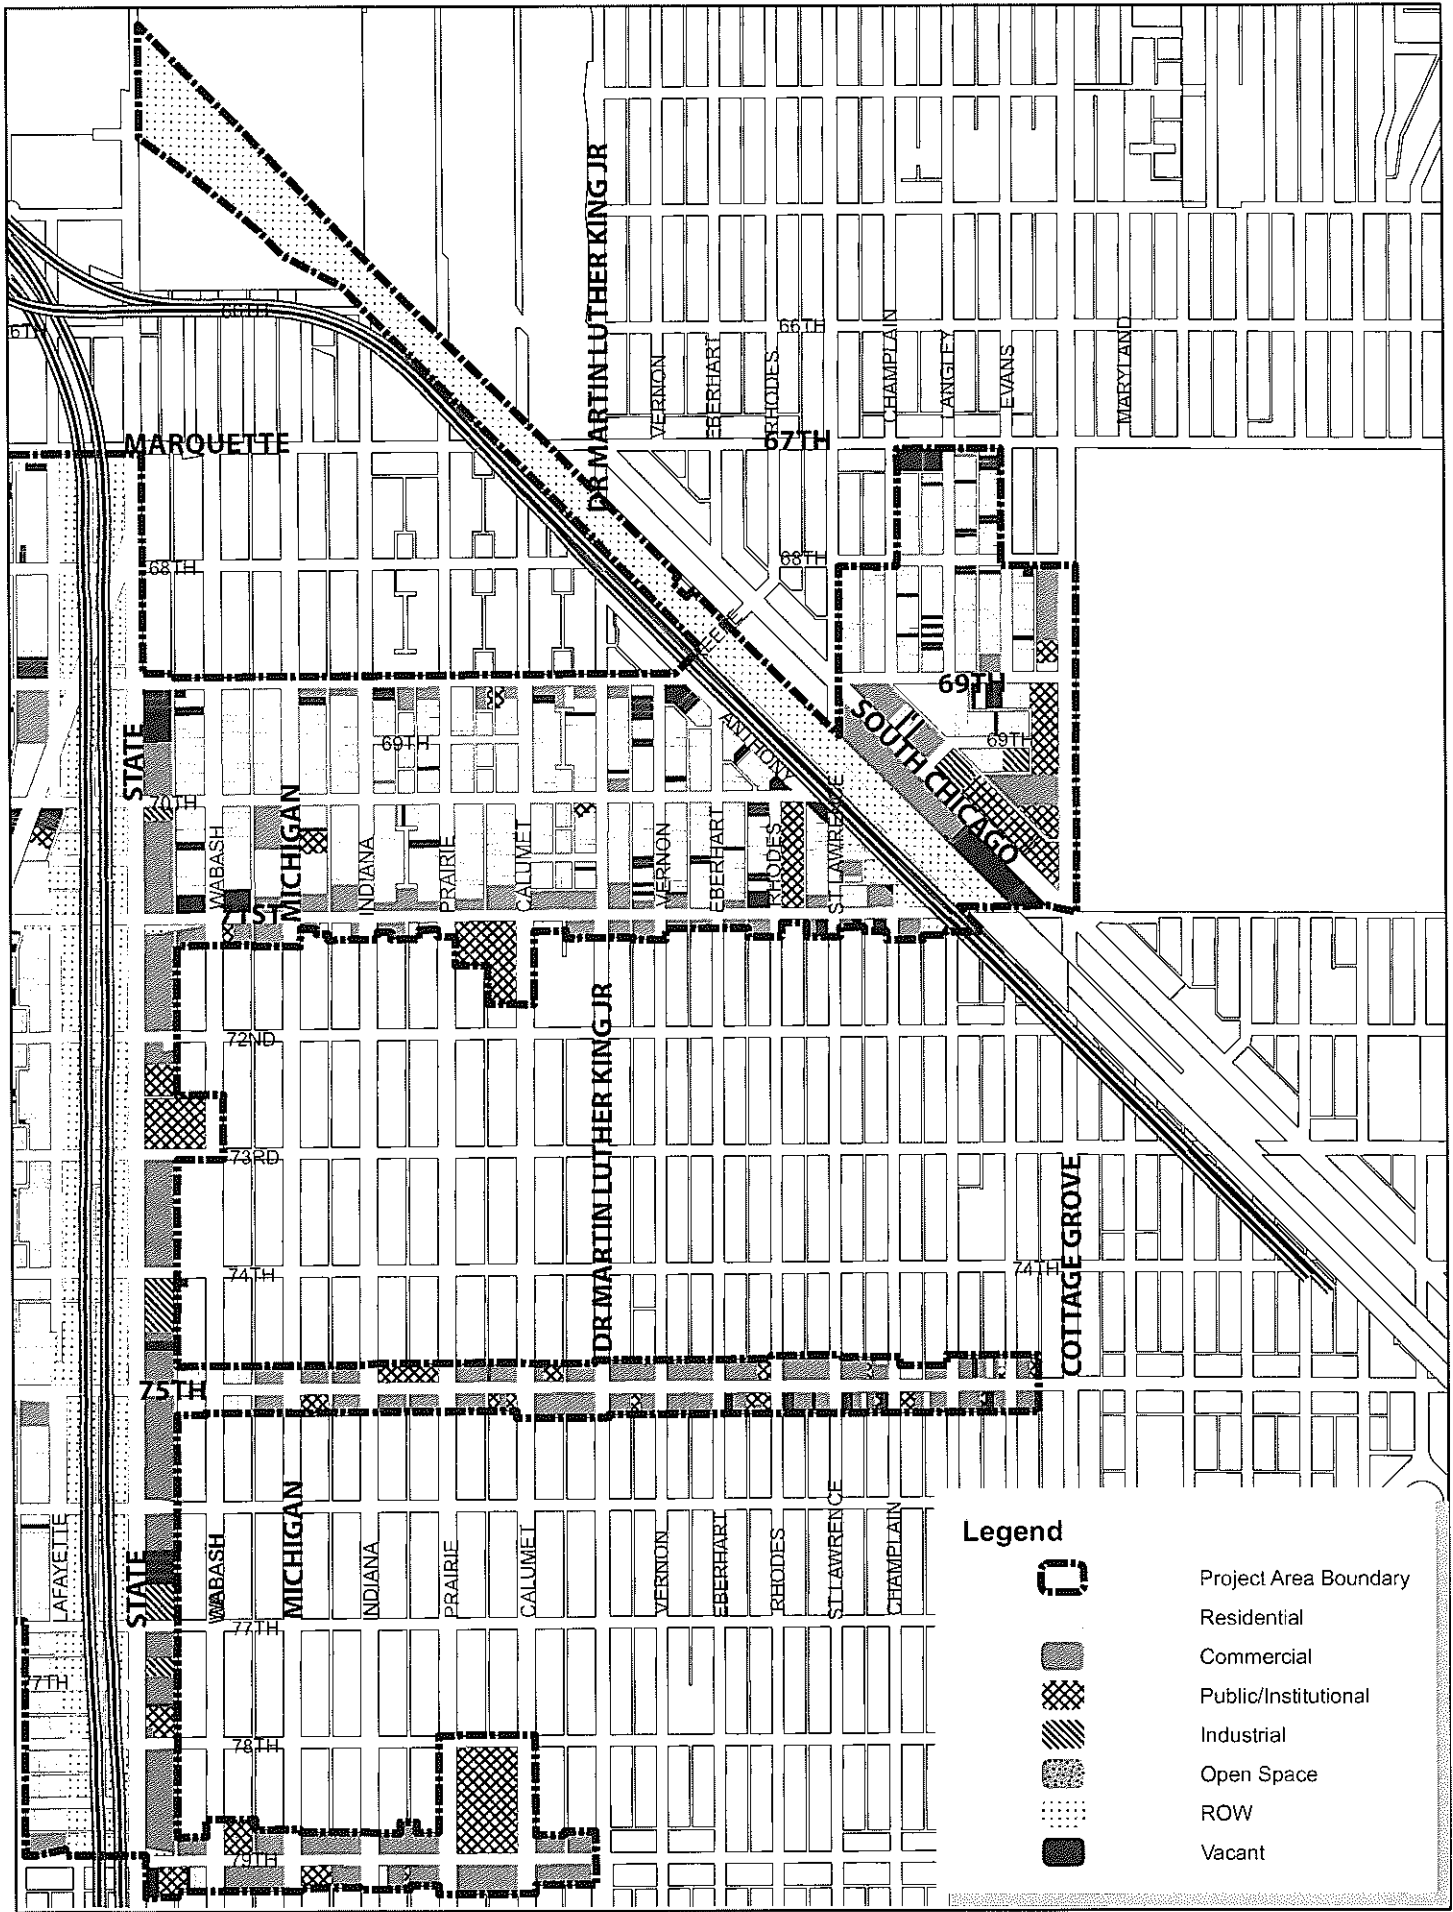 DR MARTIN LUTHER KING JR
66TH
66TH
CHAMPLAIN
LANGLEY
EVANS
MARYLAND
VERNON
EBERHART
RHODES
MARQUETTE
67TH
68TH
68TH
69TH
STATE
ANTHONY
SOUTH CHICAGO
69TH
69TH
70TH
WABASH
MICHIGAN
INDIANA
PRAIRIE
CALUMET
VERNON
EBERHART
RHODES
ST LAWRENCE
71ST
72ND
DR MARTIN LUTHER KING JR
73RD
74TH
74TH
COTTAGE GROVE
75TH
LAFAYETTE
STATE
WABASH
MICHIGAN
INDIANA
PRAIRIE
CALUMET
VERNON
EBERHART
RHODES
ST LAWRENCE
CHAMPLAIN
77TH
77TH
78TH
79TH
Legend
Project Area Boundary
Residential
Commercial
Public/Institutional
Industrial
Open Space
ROW
Vacant